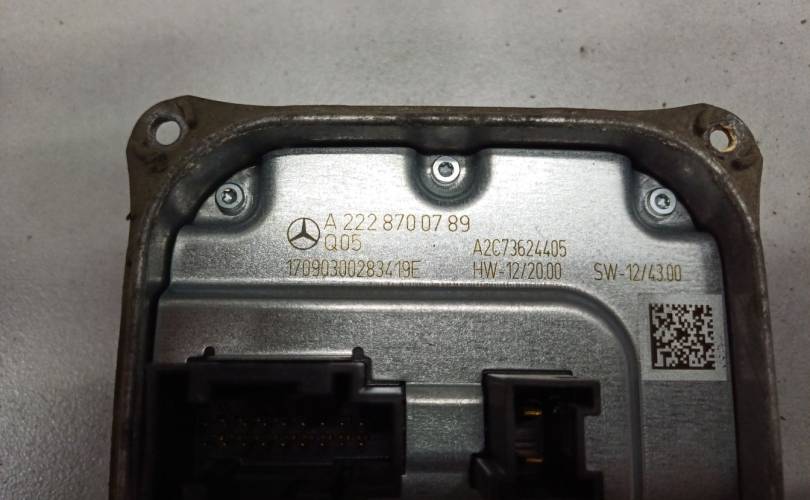 A 222 870 07 89
Q05
A2C73624405
17090300283419E
HW-12/20.00
SW-12/43.00